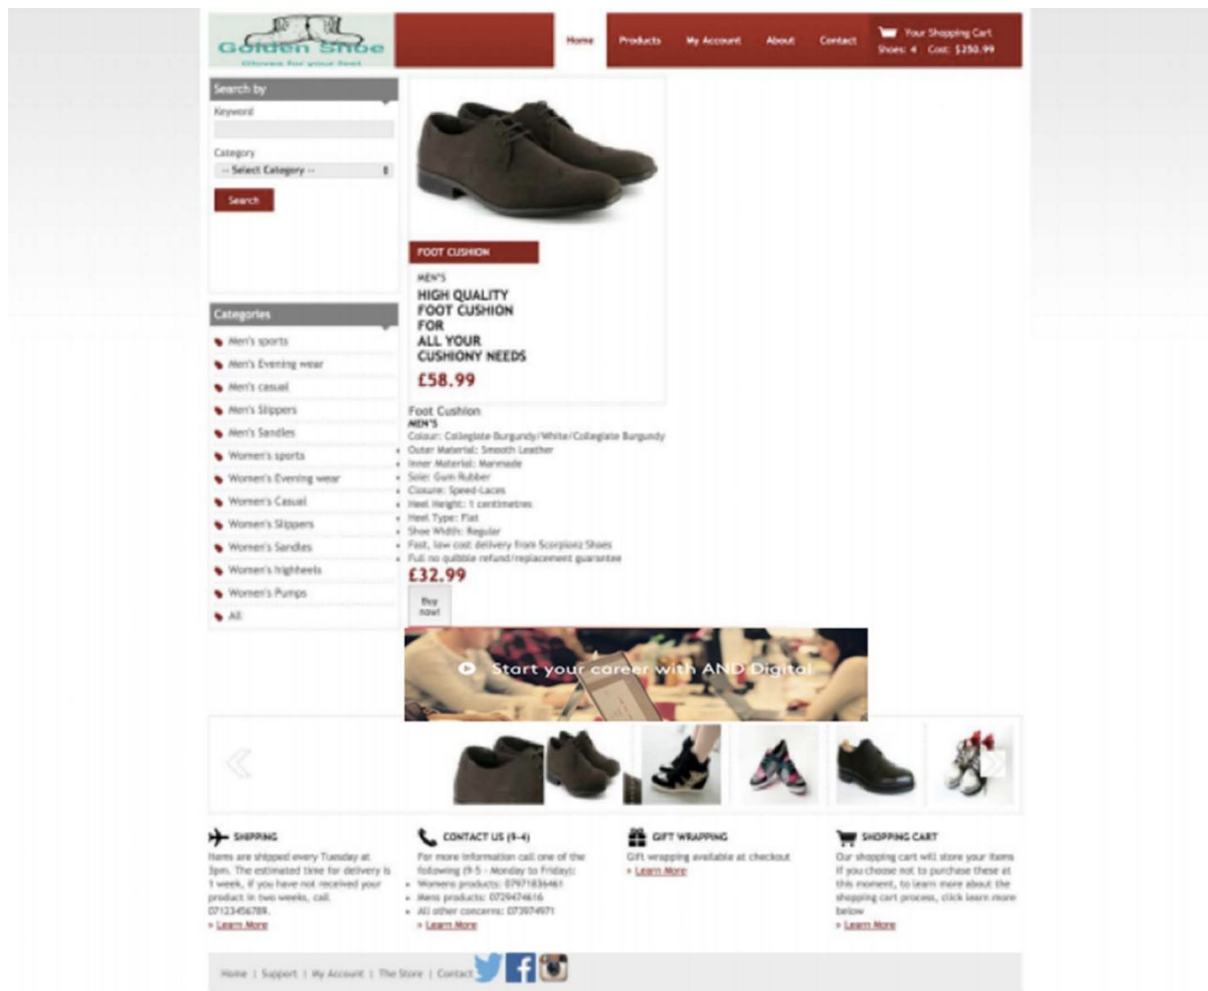 Golden Shoe
Gloves for your feet
Home
Products
My Account
About
Contact
Your Shopping Cart
Shoes: 4 Cost: $250.99
Search by
Keyword
Category
-- Select Category --
Search
Categories
Men's sports
Men's Evening wear
Men's casual
Men's Slippers
Men's Sandles
Women's sports
Women's Evening wear
Women's Casual
Women's Slippers
Women's Sandles
Women's highheels
Women's Pumps
All
FOOT CUSHION
MEN'S
HIGH QUALITY
FOOT CUSHION
FOR
ALL YOUR
CUSHIONY NEEDS
£58.99
Foot Cushion
MEN'S
Colour: Collegiate Burgundy/White/Collegiate Burgundy
Outer Material: Smooth Leather
Inner Material: Manmade
Sole: Gum Rubber
Closure: Speed-Laces
Heel Height: 1 centimetres
Heel Type: Flat
Shoe Width: Regular
Fast, low cost delivery from Scorpionz Shoes
Full no quibble refund/replacement guarantee
£32.99
Buy
now!
Start your career with AND Digital
SHIPPING
Items are shipped every Tuesday at
3pm. The estimated time for delivery is
1 week, if you have not received your
product in two weeks, call
07123456789.
» Learn More
CONTACT US (9-4)
For more information call one of the
following (9-5 - Monday to Friday):
Womens products: 07971836461
Mens products: 0729474616
All other concerns: 073974971
» Learn More
GIFT WRAPPING
Gift wrapping available at checkout
» Learn More
SHOPPING CART
Our shopping cart will store your items
if you choose not to purchase these at
this moment, to learn more about the
shopping cart process, click learn more
below
» Learn More
Home | Support | My Account | The Store | Contact